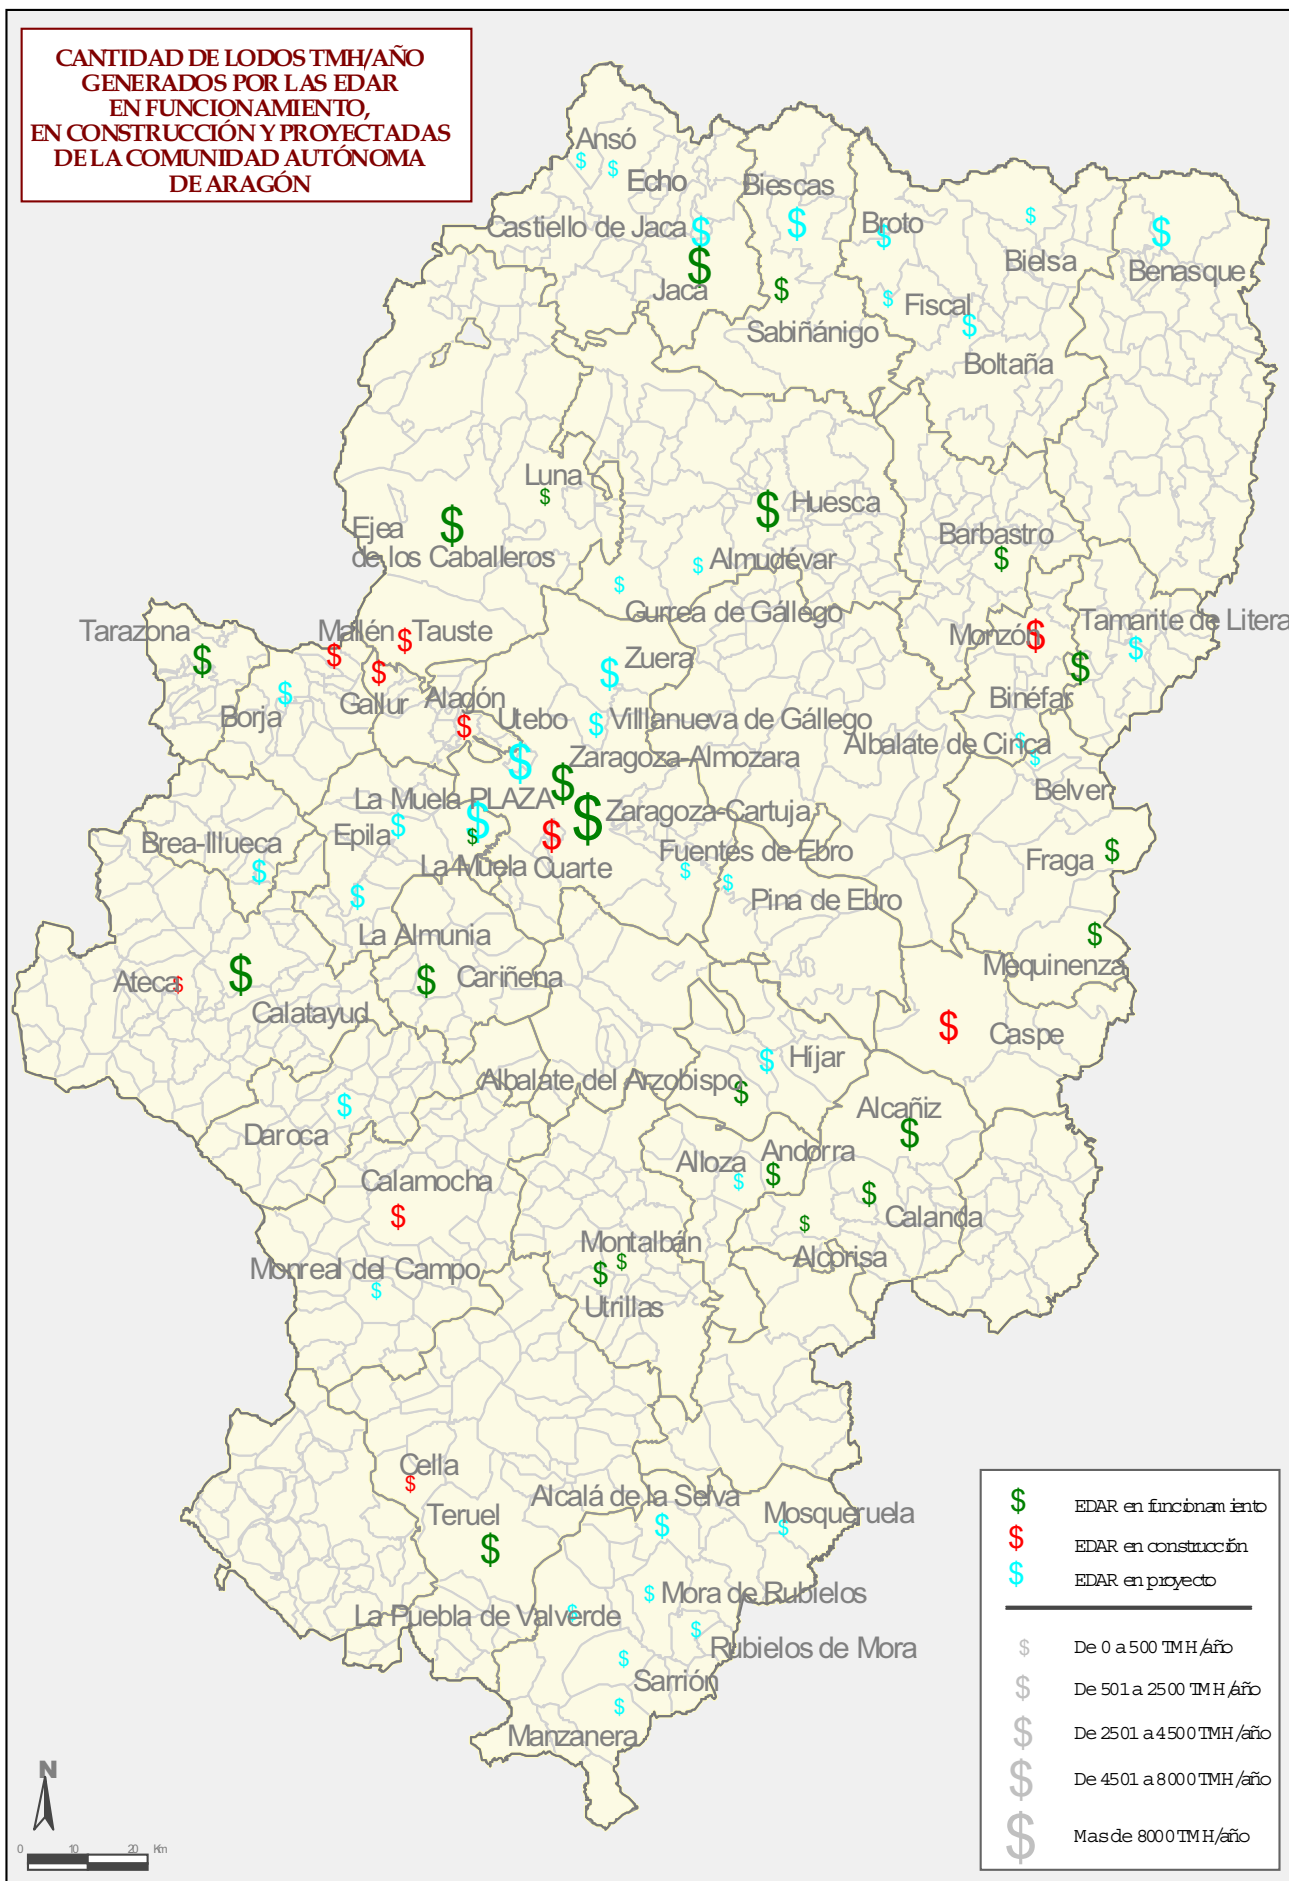 CANTIDAD DE LODOS TMH/AÑO
GENERADOS POR LAS EDAR
EN FUNCIONAMIENTO,
EN CONSTRUCCIÓN Y PROYECTADAS
DE LA COMUNIDAD AUTÓNOMA
DE ARAGÓN
Ansó
Echo
Biescas
Castiello de Jaca
Broto
Bielsa
Benasque
Jaca
Fiscal
Sabiñánigo
Boltaña
Luna
Huesca
Ejea
de los Caballeros
Barbastro
Almudévar
Gurrea de Gállego
Tarazona
Mallén
Tauste
Monzón
Tamarite de Litera
Zuera
Gallur
Alagón
Binéfar
Borja
Utebo
Villlanueva de Gállego
Albalate de Cinca
Zaragoza-Almozara
Belver
La Muela-PLAZA
Zaragoza-Cartuja
Brea-Illueca
Epila
La Muela
Cuarte
Fuentes de Ebro
Fraga
Pina de Ebro
La Almunia
Mequinenza
Ateca
Cariñena
Calatayud
Caspe
Híjar
Albalate del Arzobispo
Alcañiz
Daroca
Alloza
Andorra
Calamocha
Calanda
Montalbán
Alcorisa
Monreal del Campo
Utrillas
Cella
Alcalá de la Selva
Teruel
Mosqueruela
Mora de Rubielos
La Puebla de Valverde
Rubielos de Mora
Sarrión
Manzanera
$ EDAR en funcionamiento
$ EDAR en construcción
$ EDAR en proyecto
$ De 0 a 500 TMH/año
$ De 501 a 2500 TMH/año
$ De 2501 a 4500 TMH/año
$ De 4501 a 8000 TMH/año
$ Mas de 8000 TMH/año
N
0 10 20 Km